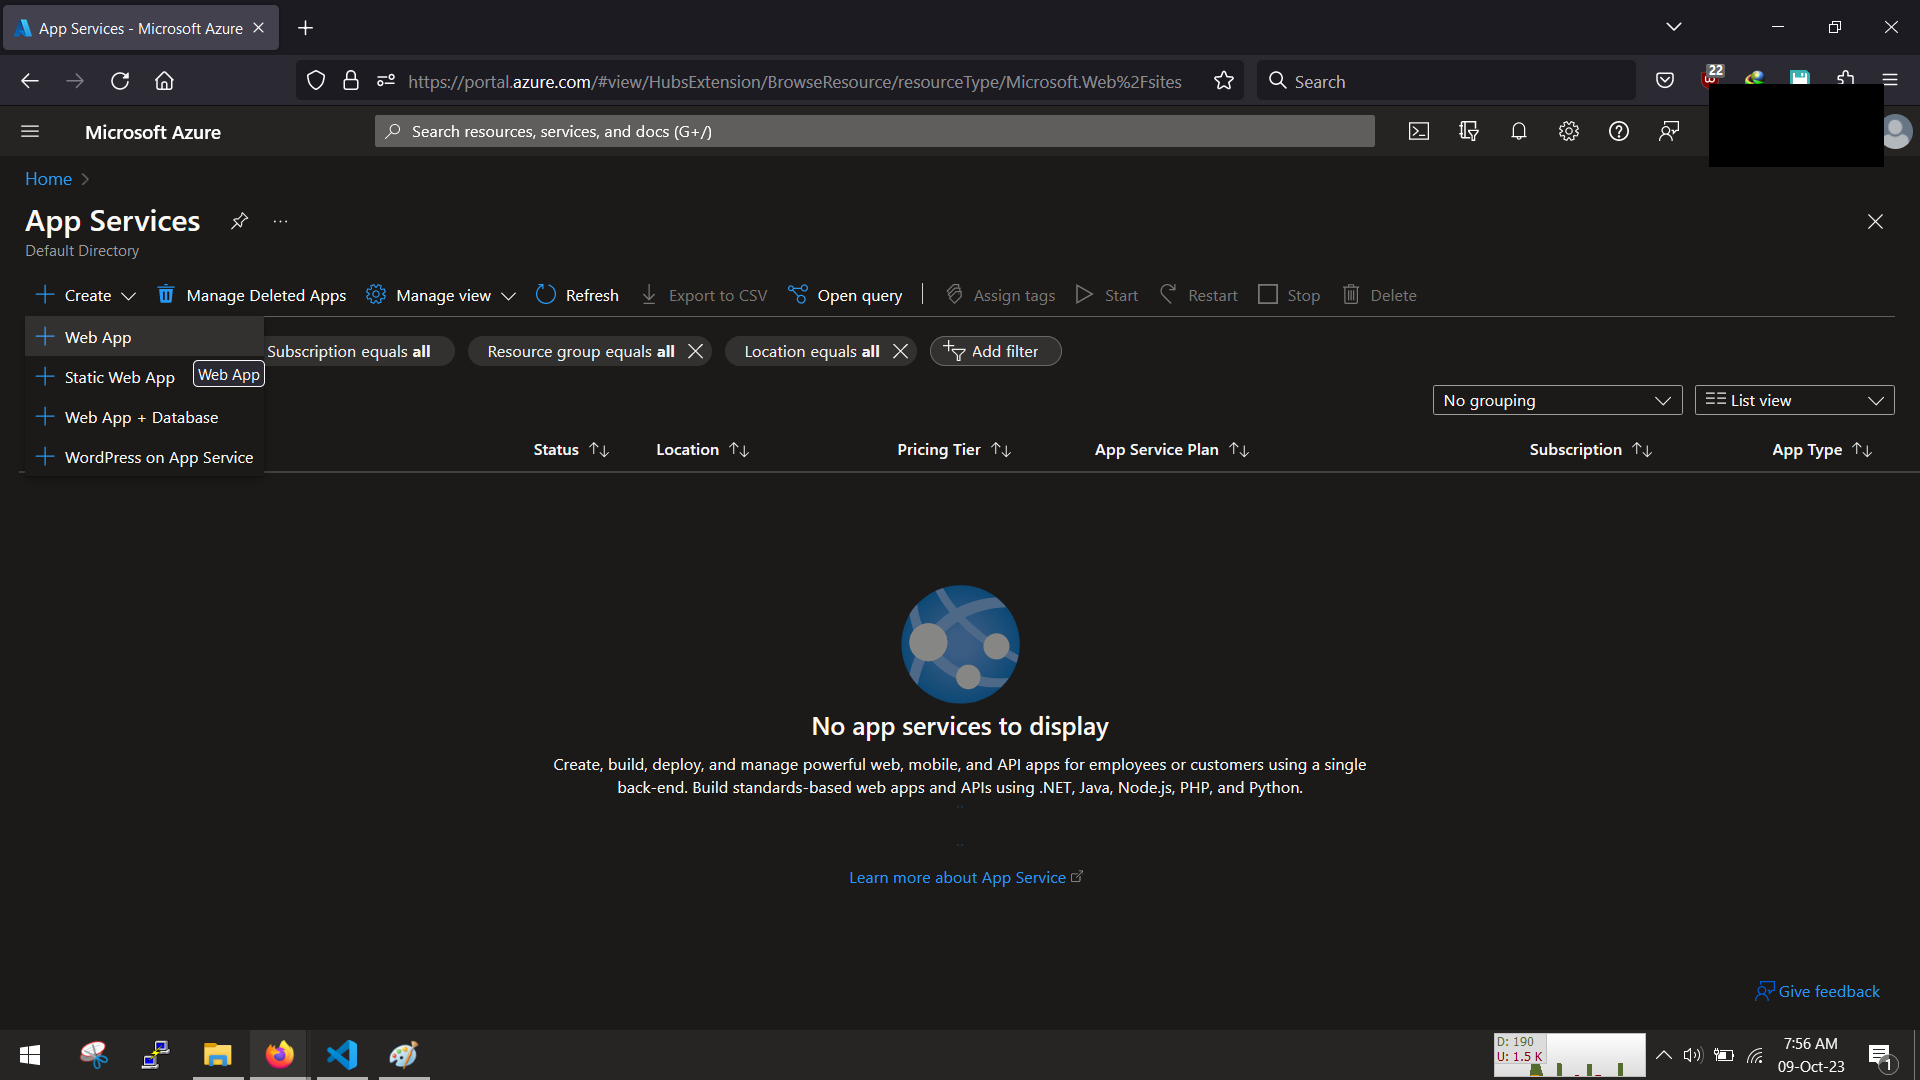 App Services - Microsoft Azure
https://portal.azure.com/#view/HubsExtension/BrowseResource/resourceType/Microsoft.Web%2Fsites
Search
22
Microsoft Azure
Search resources, services, and docs (G+/)
Home
App Services
Default Directory
Create
Manage Deleted Apps
Manage view
Refresh
Export to CSV
Open query
Assign tags
Start
Restart
Stop
Delete
Web App
Static Web App
Web App
Web App + Database
WordPress on App Service
Subscription equals all
Resource group equals all
Location equals all
Add filter
No grouping
List view
Status
Location
Pricing Tier
App Service Plan
Subscription
App Type
No app services to display
Create, build, deploy, and manage powerful web, mobile, and API apps for employees or customers using a single
back-end. Build standards-based web apps and APIs using .NET, Java, Node.js, PHP, and Python.
Learn more about App Service
Give feedback
D: 190
U: 1.5 K
7:56 AM
09-Oct-23
1